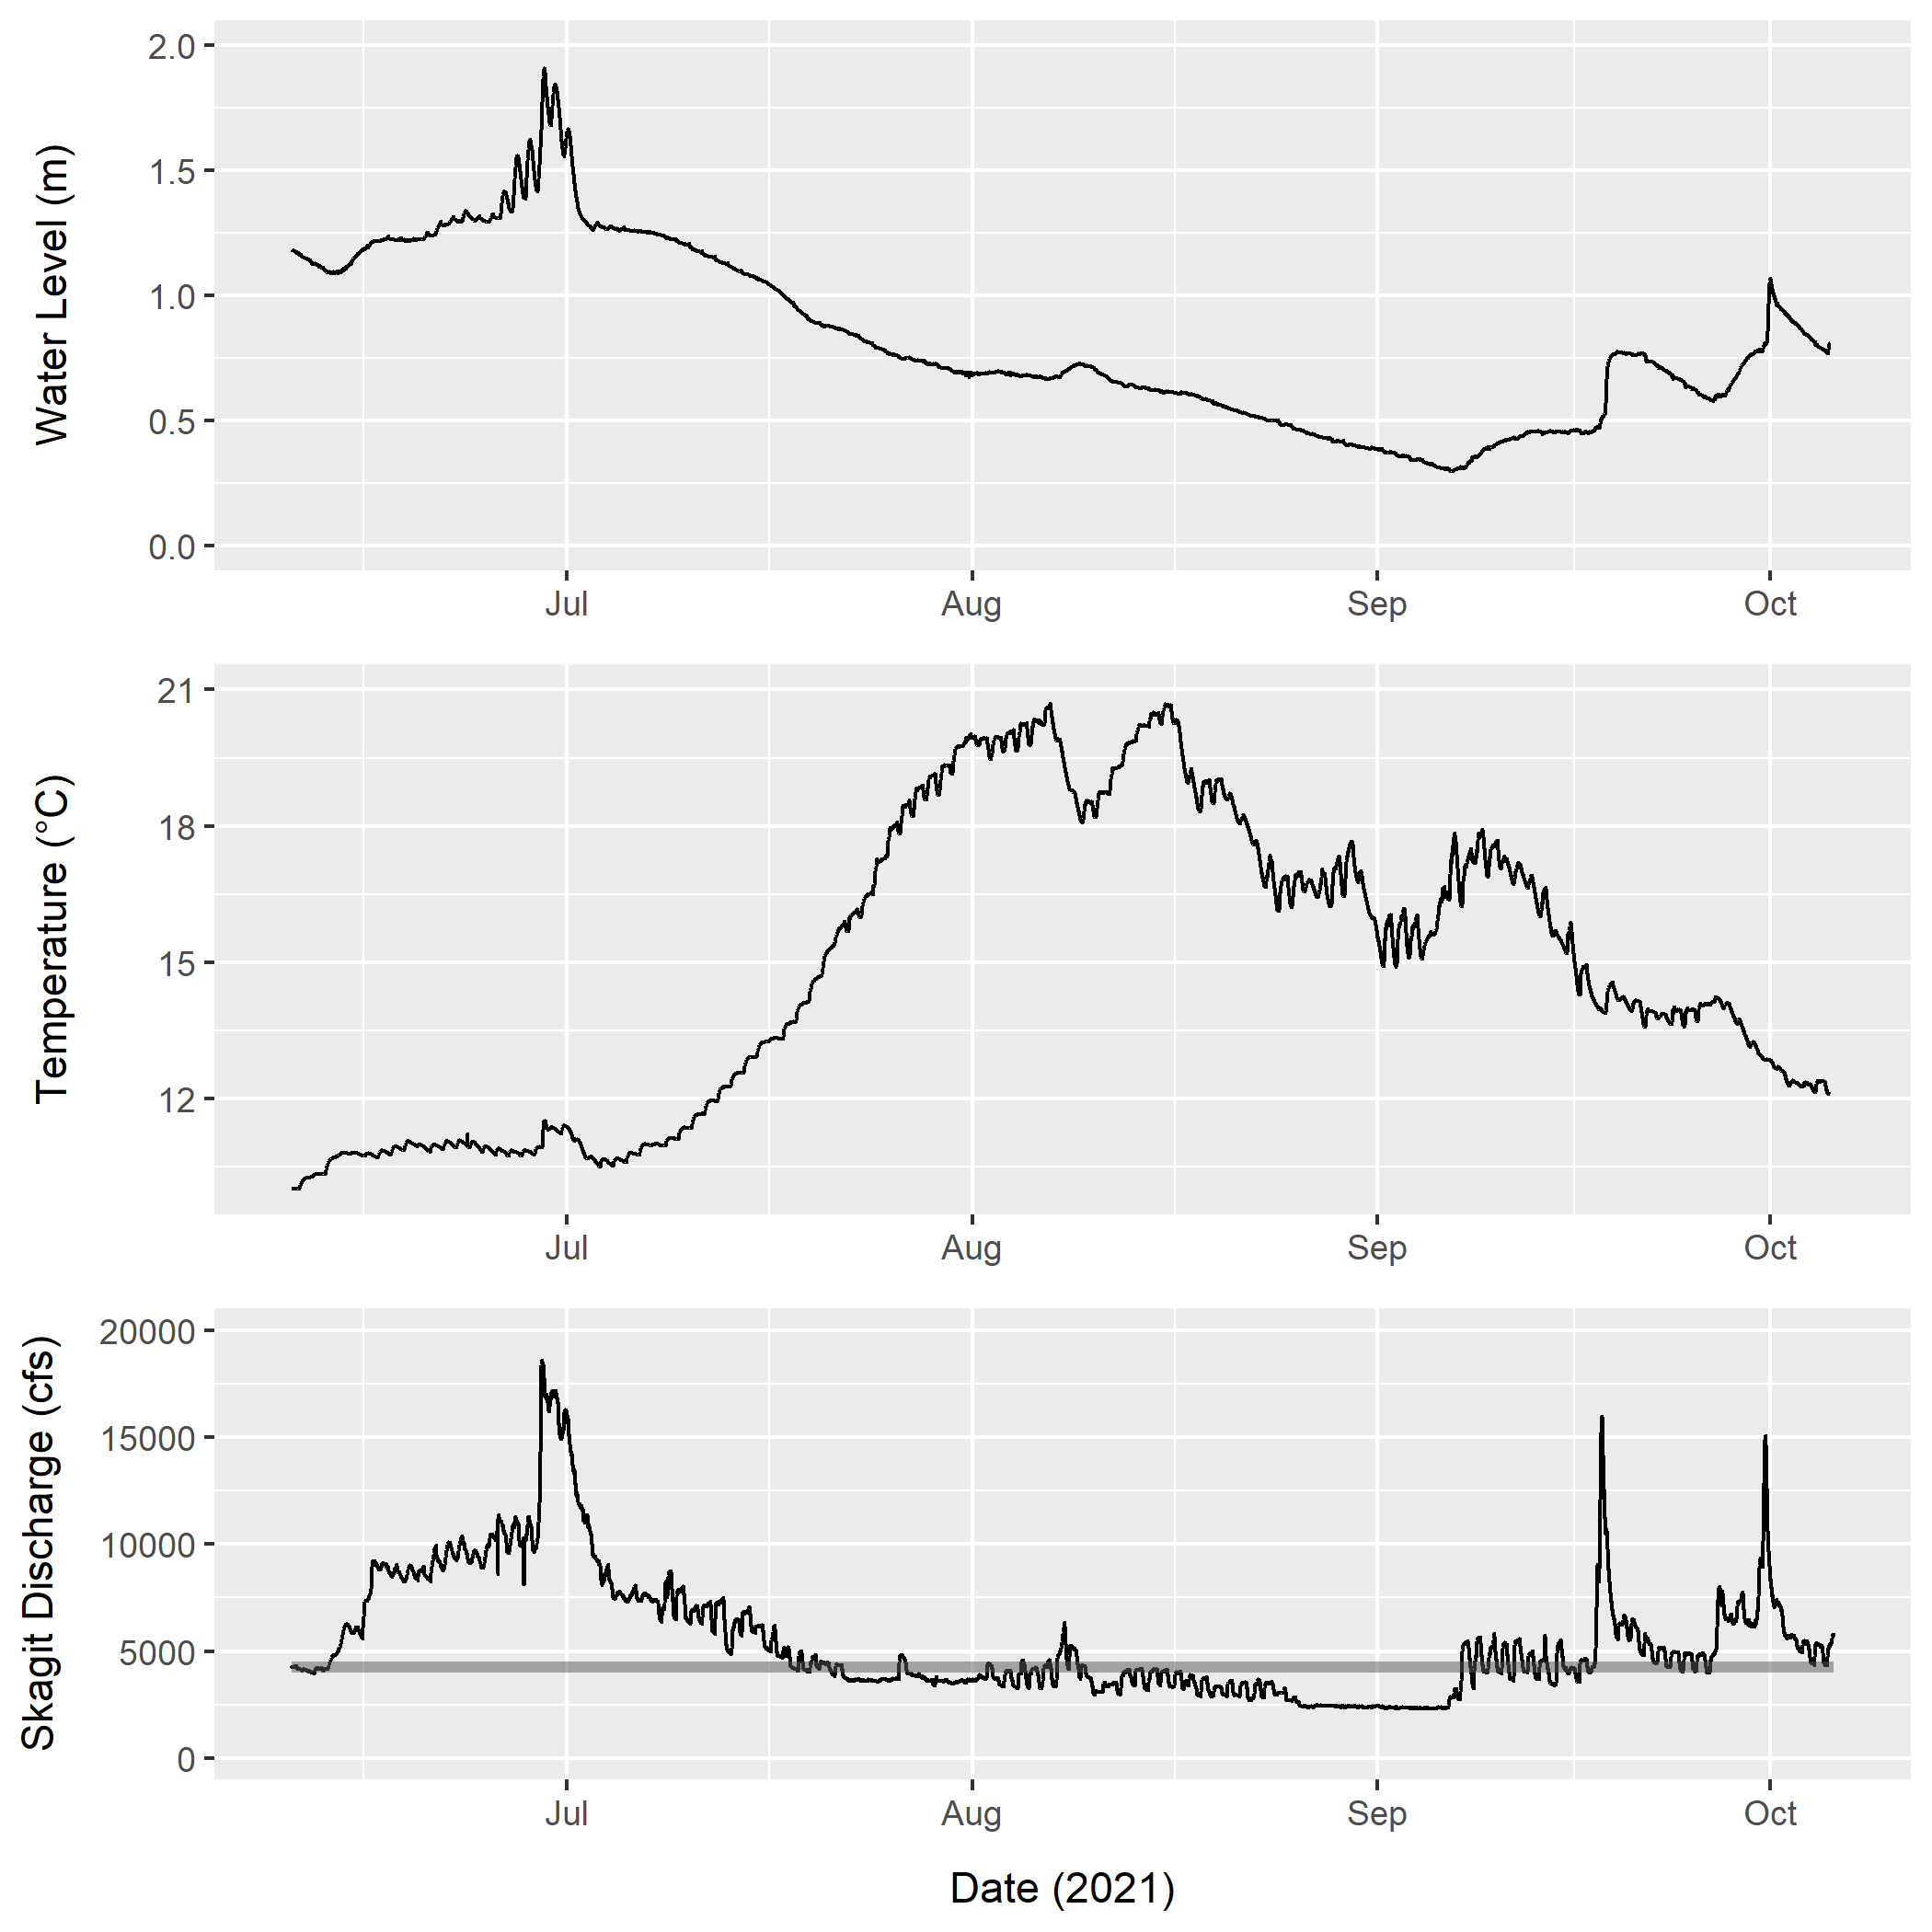 Water Level (m)
2.0
1.5
1.0
0.5
0.0
Jul Aug Sep Oct
Temperature (°C)
21
18
15
12
Jul Aug Sep Oct
Skagit Discharge (cfs)
20000
15000
10000
5000
0
Jul Aug Sep Oct
Date (2021)